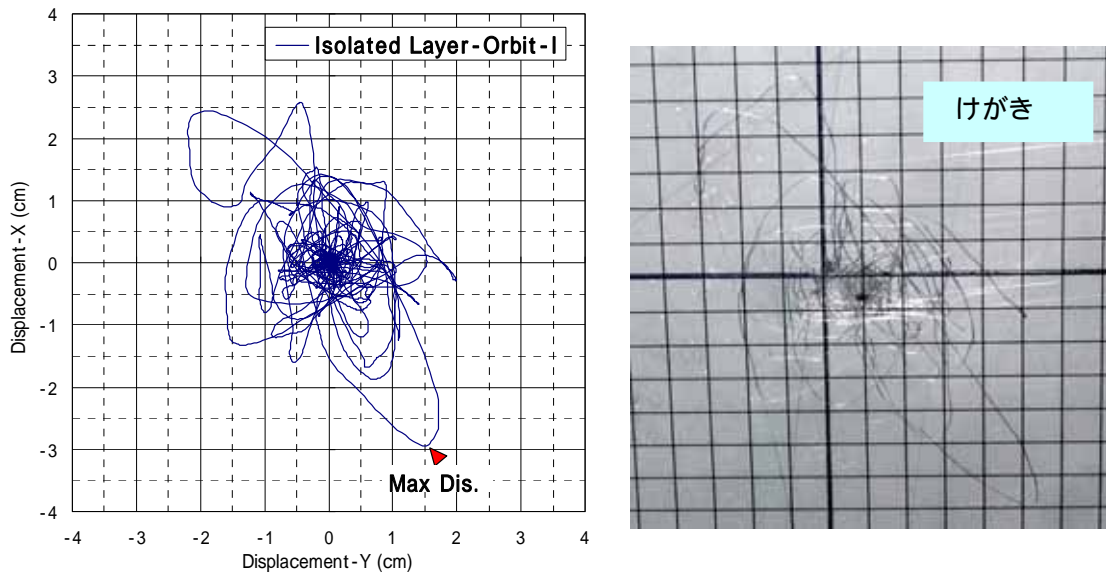 Isolated Layer-Orbit-I
4
3
2
1
0
-1
-2
-3
-4
Displacement-X (cm)
Max Dis.
-4 -3 -2 -1 0 1 2 3 4
Displacement-Y (cm)
けがき